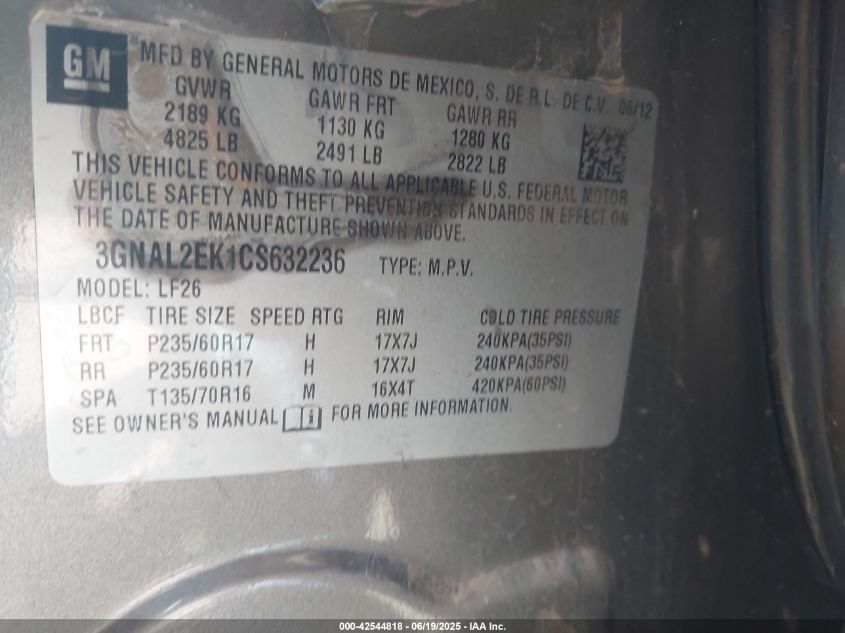 GM
"MFD BY GENERAL MOTORS DE MEXICO, S. DE R.L. DE C.V. 06/12
GVWR GAWR FRT GAWR RR
2189 KG 1130 KG 1280 KG
4825 LB 2491 LB 2822 LB
THIS VEHICLE CONFORMS TO ALL APPLICABLE U.S. FEDERAL MOTOR
VEHICLE SAFETY AND THEFT PREVENTION STANDARDS IN EFFECT ON
THE DATE OF MANUFACTURE SHOWN ABOVE.
3GNAL2EK1CS632236 TYPE: M.P.V.
MODEL: LF26
LBCF TIRE SIZE SPEED RTG RIM COLD TIRE PRESSURE
FRT P235/60R17 H 17X7J 240KPA(35PSI)
RR P235/60R17 H 17X7J 240KPA(35PSI)
SPA T135/70R16 M 16X4T 420KPA(60PSI)
SEE OWNER'S MANUAL i FOR MORE INFORMATION.
000-42544818 - 06/19/2025 - IAA Inc.